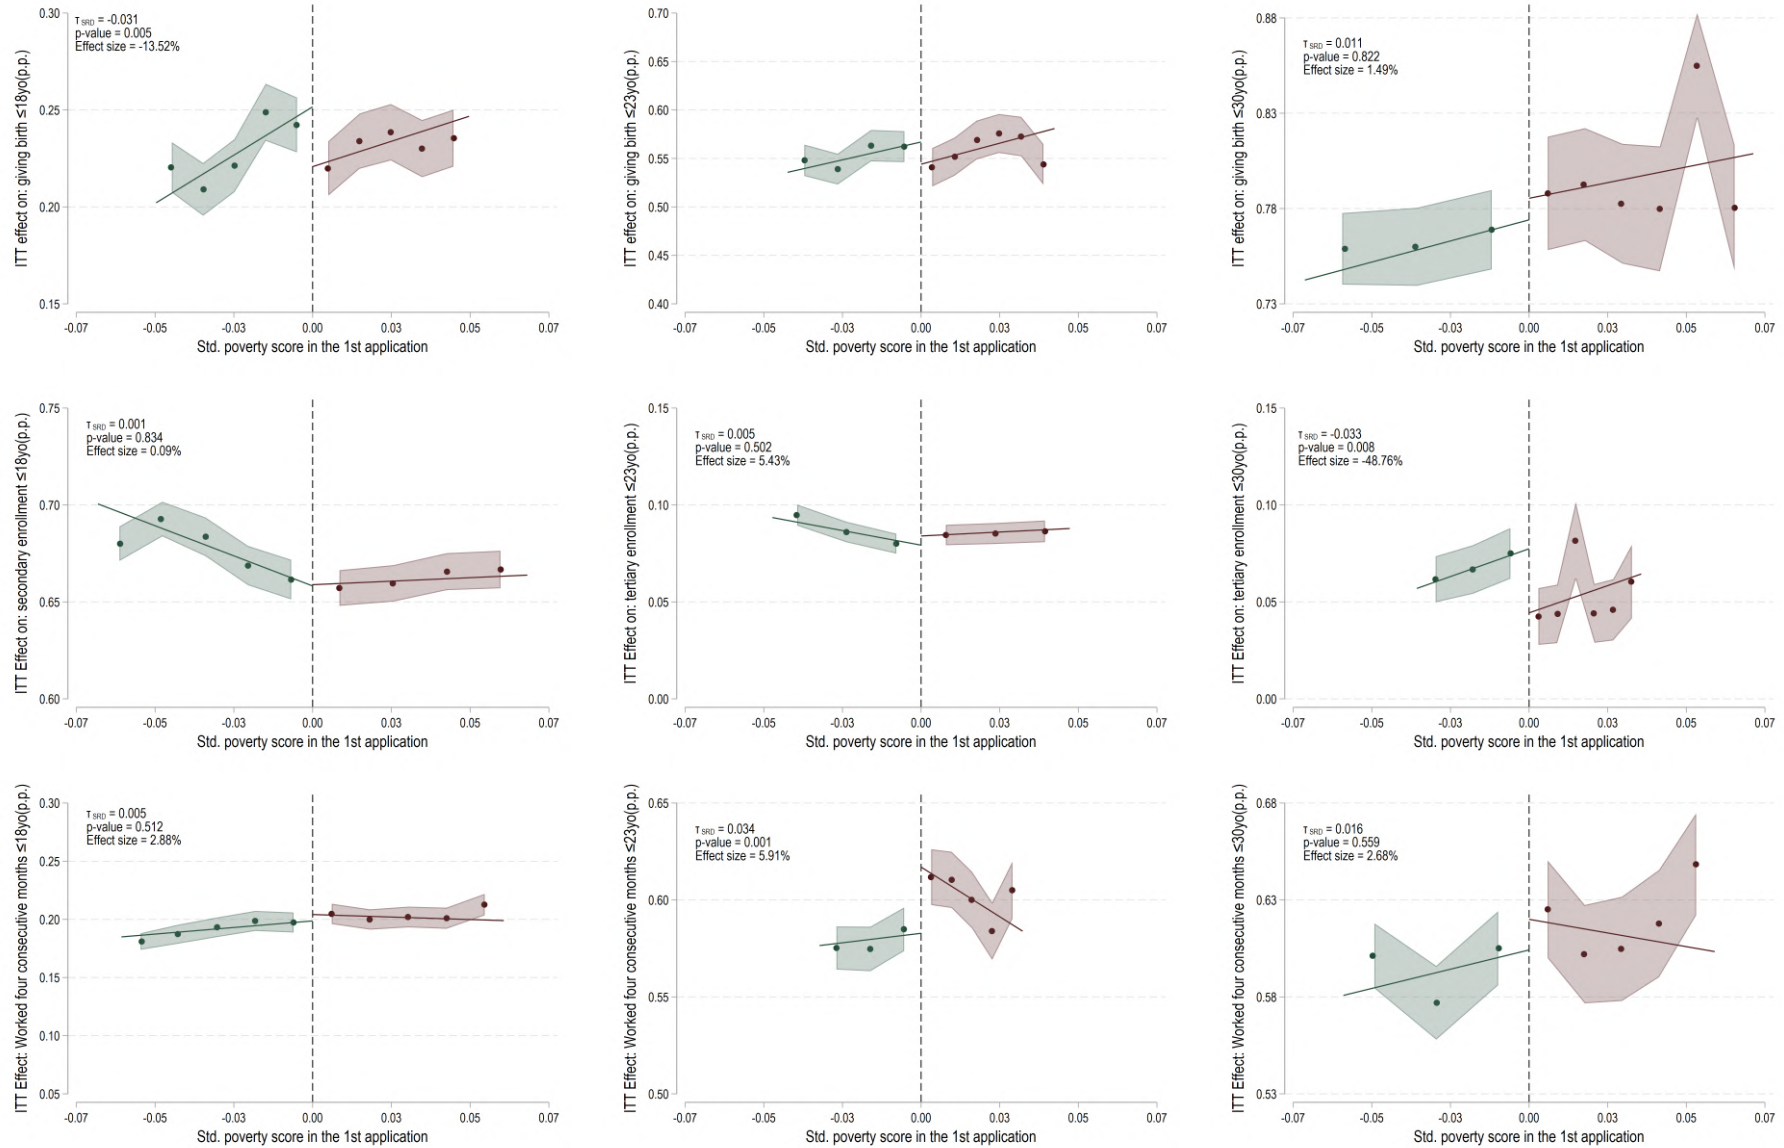 ITT effect on: giving birth ≤18yo(p.p.)
0.30
0.25
0.20
0.15
τ SRD = -0.031
p-value = 0.005
Effect size = -13.52%
-0.07 -0.05 -0.03 0.00 0.03 0.05 0.07
Std. poverty score in the 1st application
ITT effect on: giving birth ≤23yo(p.p.)
0.70
0.65
0.60
0.55
0.50
0.45
0.40
-0.07 -0.05 -0.03 0.00 0.03 0.05 0.07
Std. poverty score in the 1st application
ITT effect on: giving birth ≤30yo(p.p.)
0.88
0.83
0.78
0.73
τ SRD = 0.011
p-value = 0.822
Effect size = 1.49%
-0.07 -0.05 -0.03 0.00 0.03 0.05 0.07
Std. poverty score in the 1st application
ITT Effect on: secondary enrollment ≤18yo(p.p.)
0.75
0.70
0.65
0.60
τ SRD = 0.001
p-value = 0.834
Effect size = 0.09%
-0.07 -0.05 -0.03 0.00 0.03 0.05 0.07
Std. poverty score in the 1st application
ITT Effect on: tertiary enrollment ≤23yo(p.p.)
0.15
0.10
0.05
0.00
τ SRD = 0.005
p-value = 0.502
Effect size = 5.43%
-0.07 -0.05 -0.03 0.00 0.03 0.05 0.07
Std. poverty score in the 1st application
ITT Effect on: tertiary enrollment ≤30yo(p.p.)
0.15
0.10
0.05
0.00
τ SRD = -0.033
p-value = 0.008
Effect size = -48.76%
-0.07 -0.05 -0.03 0.00 0.03 0.05 0.07
Std. poverty score in the 1st application
ITT Effect: Worked four consecutive months ≤18yo(p.p.)
0.30
0.25
0.20
0.15
0.10
0.05
τ SRD = 0.005
p-value = 0.512
Effect size = 2.88%
-0.07 -0.05 -0.03 0.00 0.03 0.05 0.07
Std. poverty score in the 1st application
ITT Effect: Worked four consecutive months ≤23yo(p.p.)
0.65
0.60
0.55
0.50
τ SRD = 0.034
p-value = 0.001
Effect size = 5.91%
-0.07 -0.05 -0.03 0.00 0.03 0.05 0.07
Std. poverty score in the 1st application
ITT Effect: Worked four consecutive months ≤30yo(p.p.)
0.68
0.63
0.58
0.53
τ SRD = 0.016
p-value = 0.559
Effect size = 2.68%
-0.07 -0.05 -0.03 0.00 0.03 0.05 0.07
Std. poverty score in the 1st application